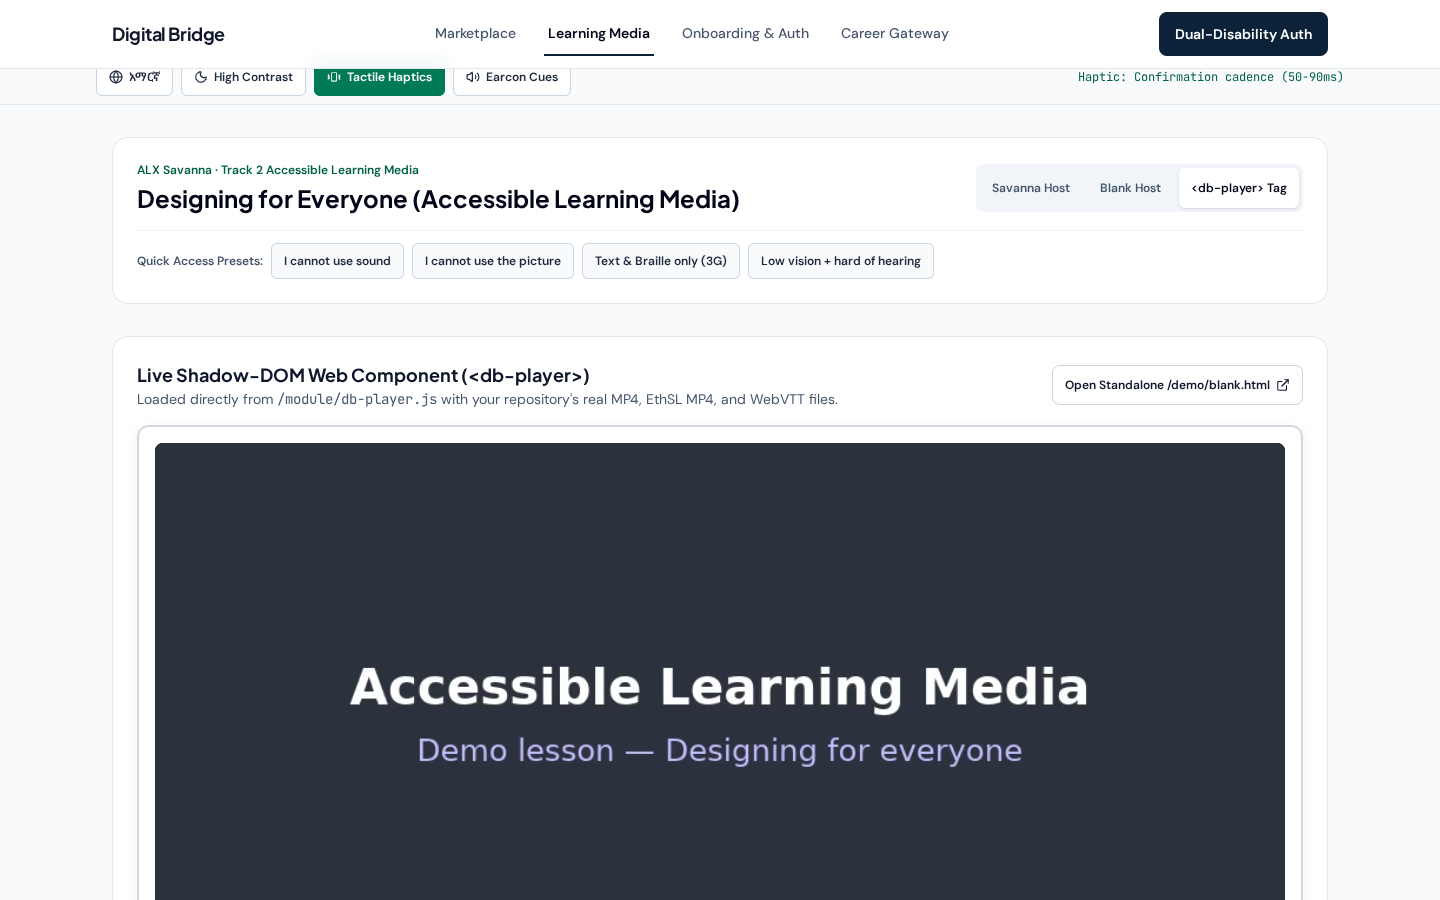 Digital Bridge
Marketplace
Learning Media
Onboarding & Auth
Career Gateway
Dual-Disability Auth
አማርኛ
High Contrast
Tactile Haptics
Earcon Cues
Haptic: Confirmation cadence (50-90ms)
ALX Savanna · Track 2 Accessible Learning Media
Designing for Everyone (Accessible Learning Media)
Savanna Host
Blank Host
<db-player> Tag
Quick Access Presets:
I cannot use sound
I cannot use the picture
Text & Braille only (3G)
Low vision + hard of hearing
Live Shadow-DOM Web Component (<db-player>)
Loaded directly from /module/db-player.js with your repository's real MP4, EthSL MP4, and WebVTT files.
Open Standalone /demo/blank.html
Accessible Learning Media
Demo lesson — Designing for everyone